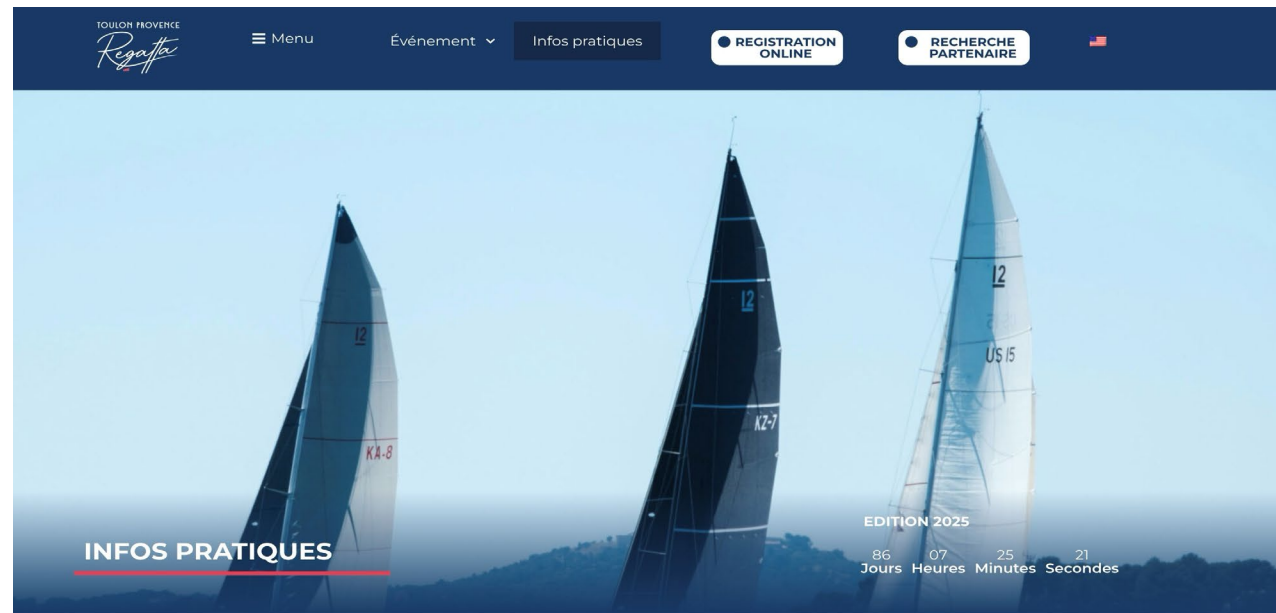 TOULON PROVENCE
Regatta
Menu
Événement
Infos pratiques
REGISTRATION
ONLINE
RECHERCHE
PARTENAIRE
12
12
12
US 15
KZ-7
KA-8
EDITION 2025
INFOS PRATIQUES
86 07 25 21
Jours Heures Minutes Secondes